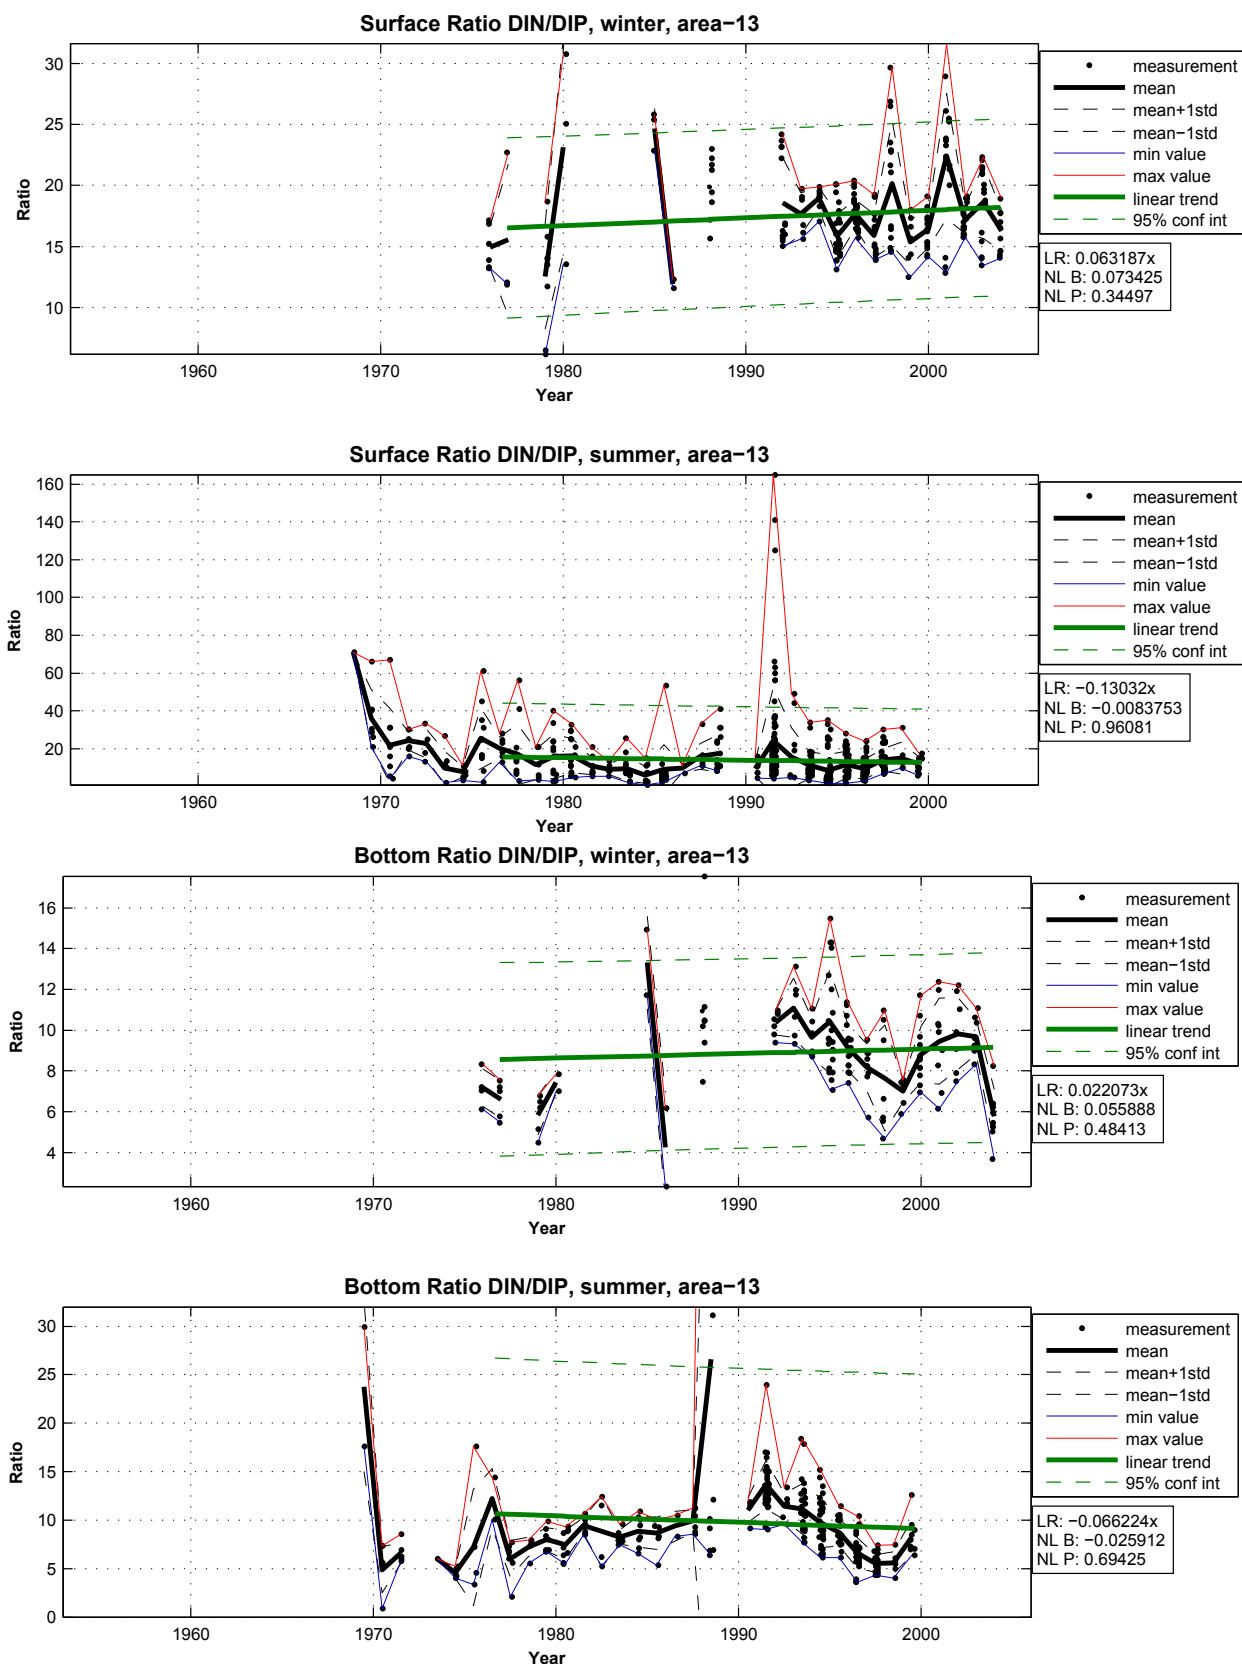 Surface Ratio DIN/DIP, winter, area−13
30
25
20
15
10
Ratio
1960 1970 1980 1990 2000
Year
measurement
mean
mean+1std
mean−1std
min value
max value
linear trend
95% conf int
LR: 0.063187x
NL B: 0.073425
NL P: 0.34497
Surface Ratio DIN/DIP, summer, area−13
160
140
120
100
80
60
40
20
Ratio
1960 1970 1980 1990 2000
Year
measurement
mean
mean+1std
mean−1std
min value
max value
linear trend
95% conf int
LR: −0.13032x
NL B: −0.0083753
NL P: 0.96081
Bottom Ratio DIN/DIP, winter, area−13
16
14
12
10
8
6
4
Ratio
1960 1970 1980 1990 2000
Year
measurement
mean
mean+1std
mean−1std
min value
max value
linear trend
95% conf int
LR: 0.022073x
NL B: 0.055888
NL P: 0.48413
Bottom Ratio DIN/DIP, summer, area−13
30
25
20
15
10
5
0
Ratio
1960 1970 1980 1990 2000
Year
measurement
mean
mean+1std
mean−1std
min value
max value
linear trend
95% conf int
LR: −0.066224x
NL B: −0.025912
NL P: 0.69425